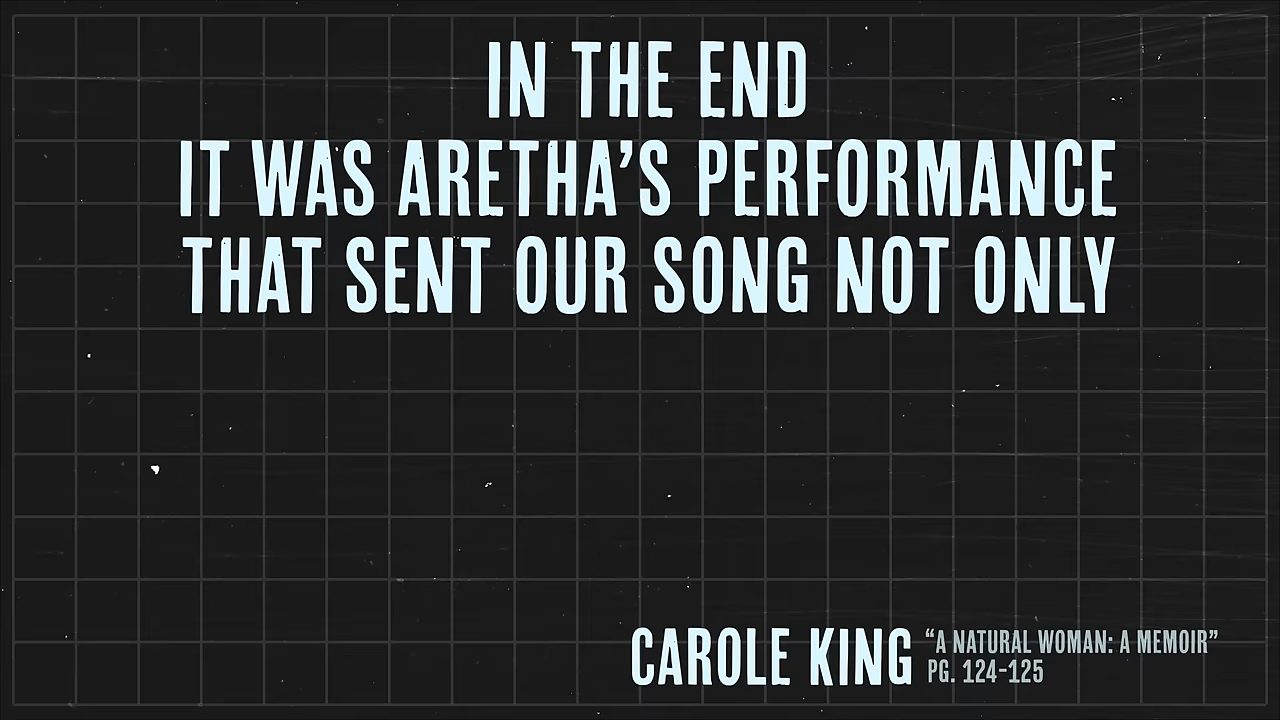 IN THE END
IT WAS ARETHA’S PERFORMANCE
THAT SENT OUR SONG NOT ONLY
CAROLE KING
“A NATURAL WOMAN: A MEMOIR”
PG. 124-125